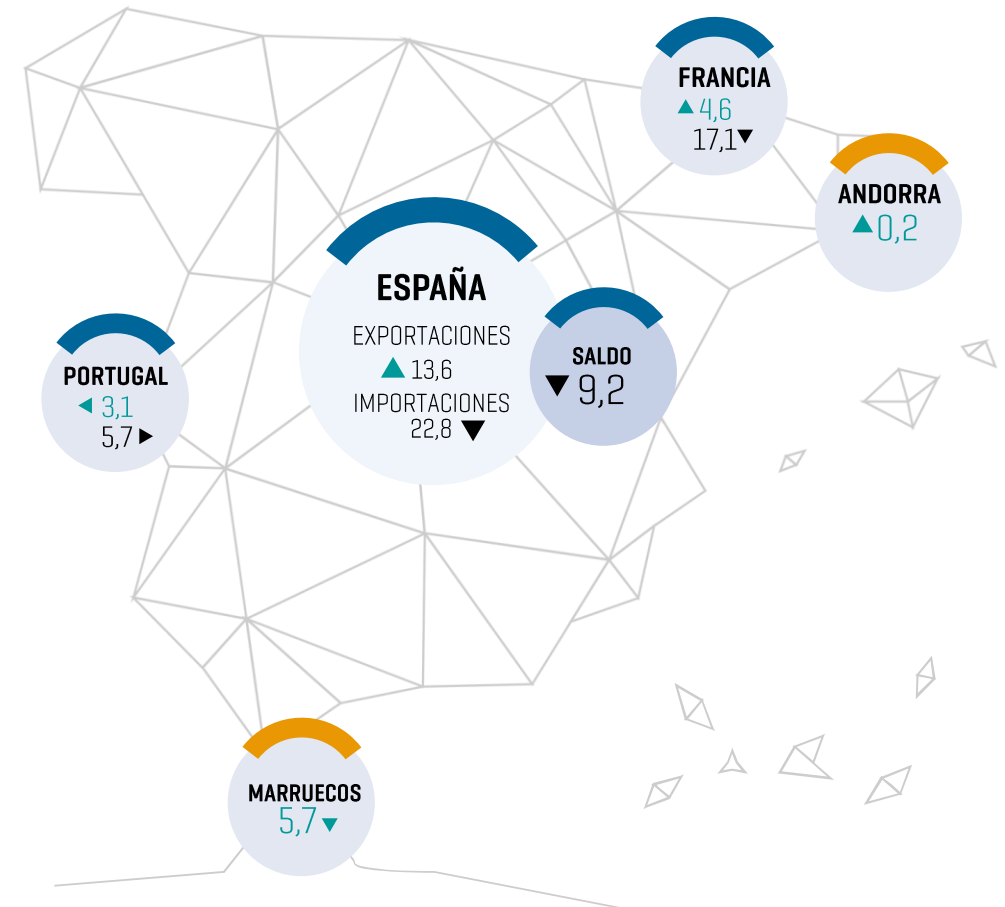 FRANCIA
▲ 4,6
17,1 ▼
ANDORRA
▲ 0,2
ESPAÑA
EXPORTACIONES
▲ 13,6
IMPORTACIONES
22,8 ▼
SALDO
▼ 9,2
PORTUGAL
◀ 3,1
5,7 ▶
MARRUECOS
5,7 ▼